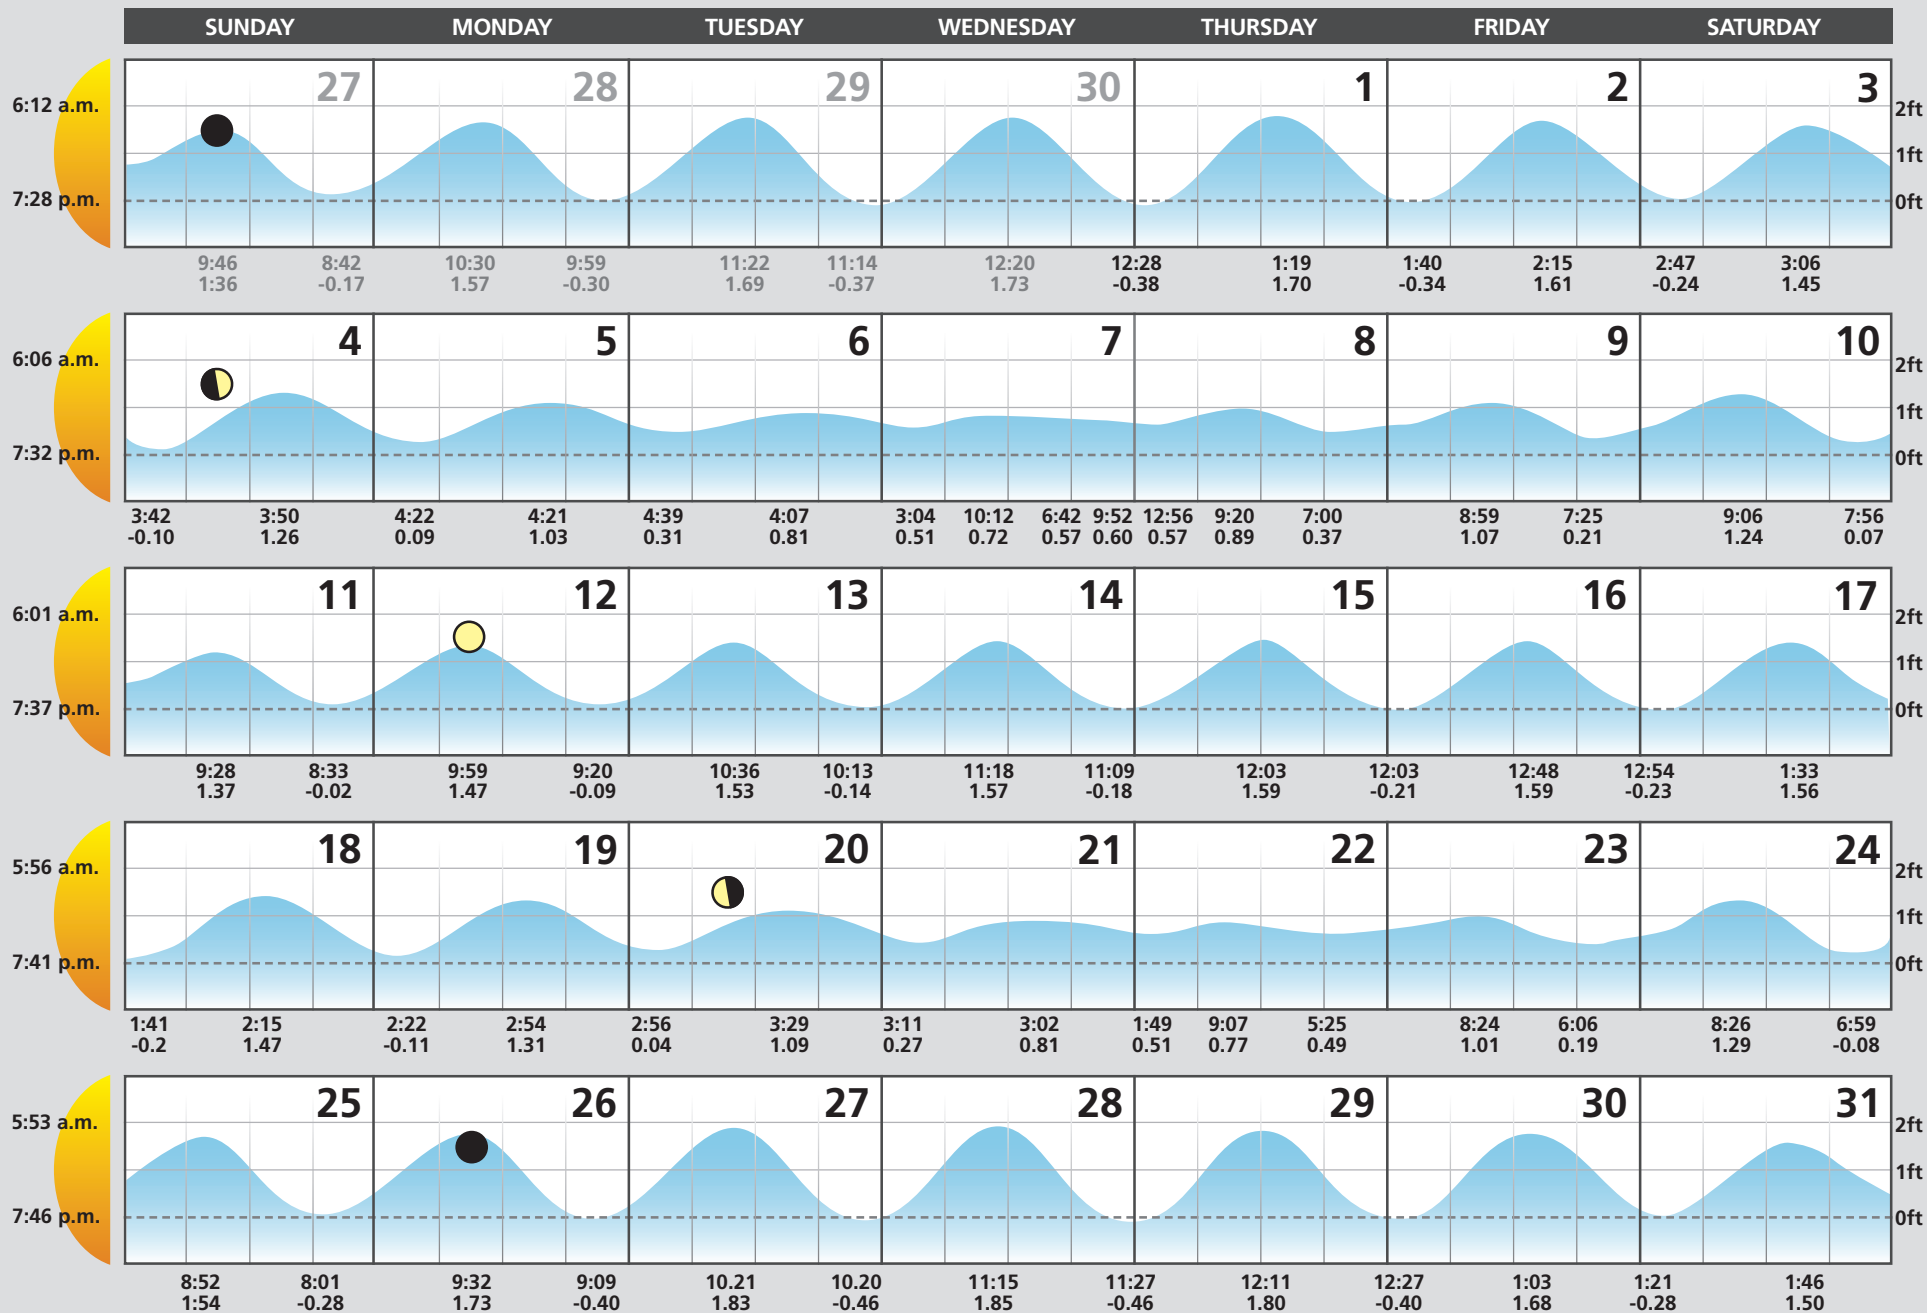 SUNDAY MONDAY TUESDAY WEDNESDAY THURSDAY FRIDAY SATURDAY
27 28 29 30 1 2 3
6:12 a.m. 2ft
1ft
7:28 p.m. 0ft
9:46 8:42 10:30 9:59 11:22 11:14 12:20 12:28 1:19 1:40 2:15 2:47 3:06
1:36 -0.17 1.57 -0.30 1.69 -0.37 1.73 -0.38 1.70 -0.34 1.61 -0.24 1.45
4 5 6 7 8 9 10
6:06 a.m. 2ft
1ft
7:32 p.m. 0ft
3:42 3:50 4:22 4:21 4:39 4:07 3:04 10:12 6:42 9:52 12:56 9:20 7:00 8:59 7:25 9:06 7:56
-0.10 1.26 0.09 1.03 0.31 0.81 0.51 0.72 0.57 0.60 0.57 0.89 0.37 1.07 0.21 1.24 0.07
11 12 13 14 15 16 17
6:01 a.m. 2ft
1ft
7:37 p.m. 0ft
9:28 8:33 9:59 9:20 10:36 10:13 11:18 11:09 12:03 12:03 12:48 12:54 1:33
1.37 -0.02 1.47 -0.09 1.53 -0.14 1.57 -0.18 1.59 -0.21 1.59 -0.23 1.56
18 19 20 21 22 23 24
5:56 a.m. 2ft
1ft
7:41 p.m. 0ft
1:41 2:15 2:22 2:54 2:56 3:29 3:11 3:02 1:49 9:07 5:25 8:24 6:06 8:26 6:59
-0.2 1.47 -0.11 1.31 0.04 1.09 0.27 0.81 0.51 0.77 0.49 1.01 0.19 1.29 -0.08
25 26 27 28 29 30 31
5:53 a.m. 2ft
1ft
7:46 p.m. 0ft
8:52 8:01 9:32 9:09 10.21 10.20 11:15 11:27 12:11 12:27 1:03 1:21 1:46
1:54 -0.28 1.73 -0.40 1.83 -0.46 1.85 -0.46 1.80 -0.40 1.68 -0.28 1.50